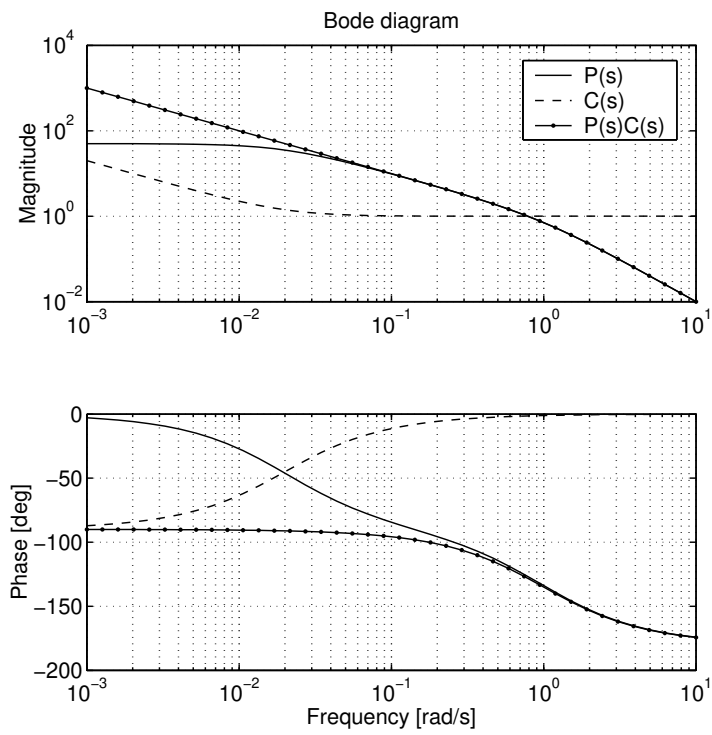 Bode diagram
10^4
10^2
10^0
10^−2
Magnitude
P(s)
C(s)
P(s)C(s)
10^−3
10^−2
10^−1
10^0
10^1
0
−50
−100
−150
−200
Phase [deg]
10^−3
10^−2
10^−1
10^0
10^1
Frequency [rad/s]